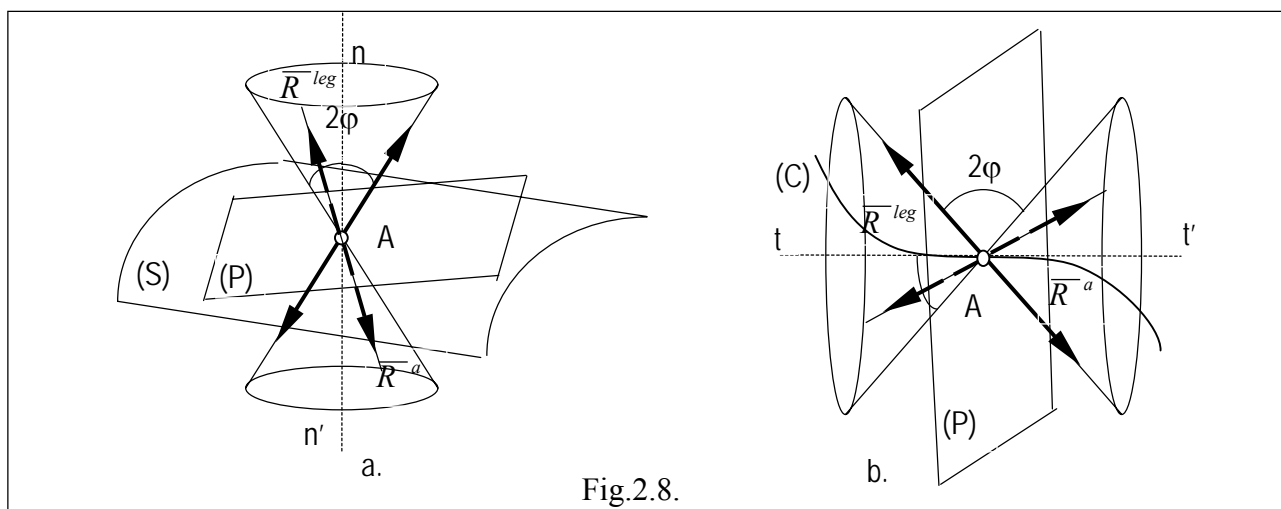 n
R̅ leg
2φ
A
(S)
(P)
R̅ a
n'
a.
(C)
2φ
R̅ leg
t
t'
A
R̅ a
(P)
b.
Fig.2.8.